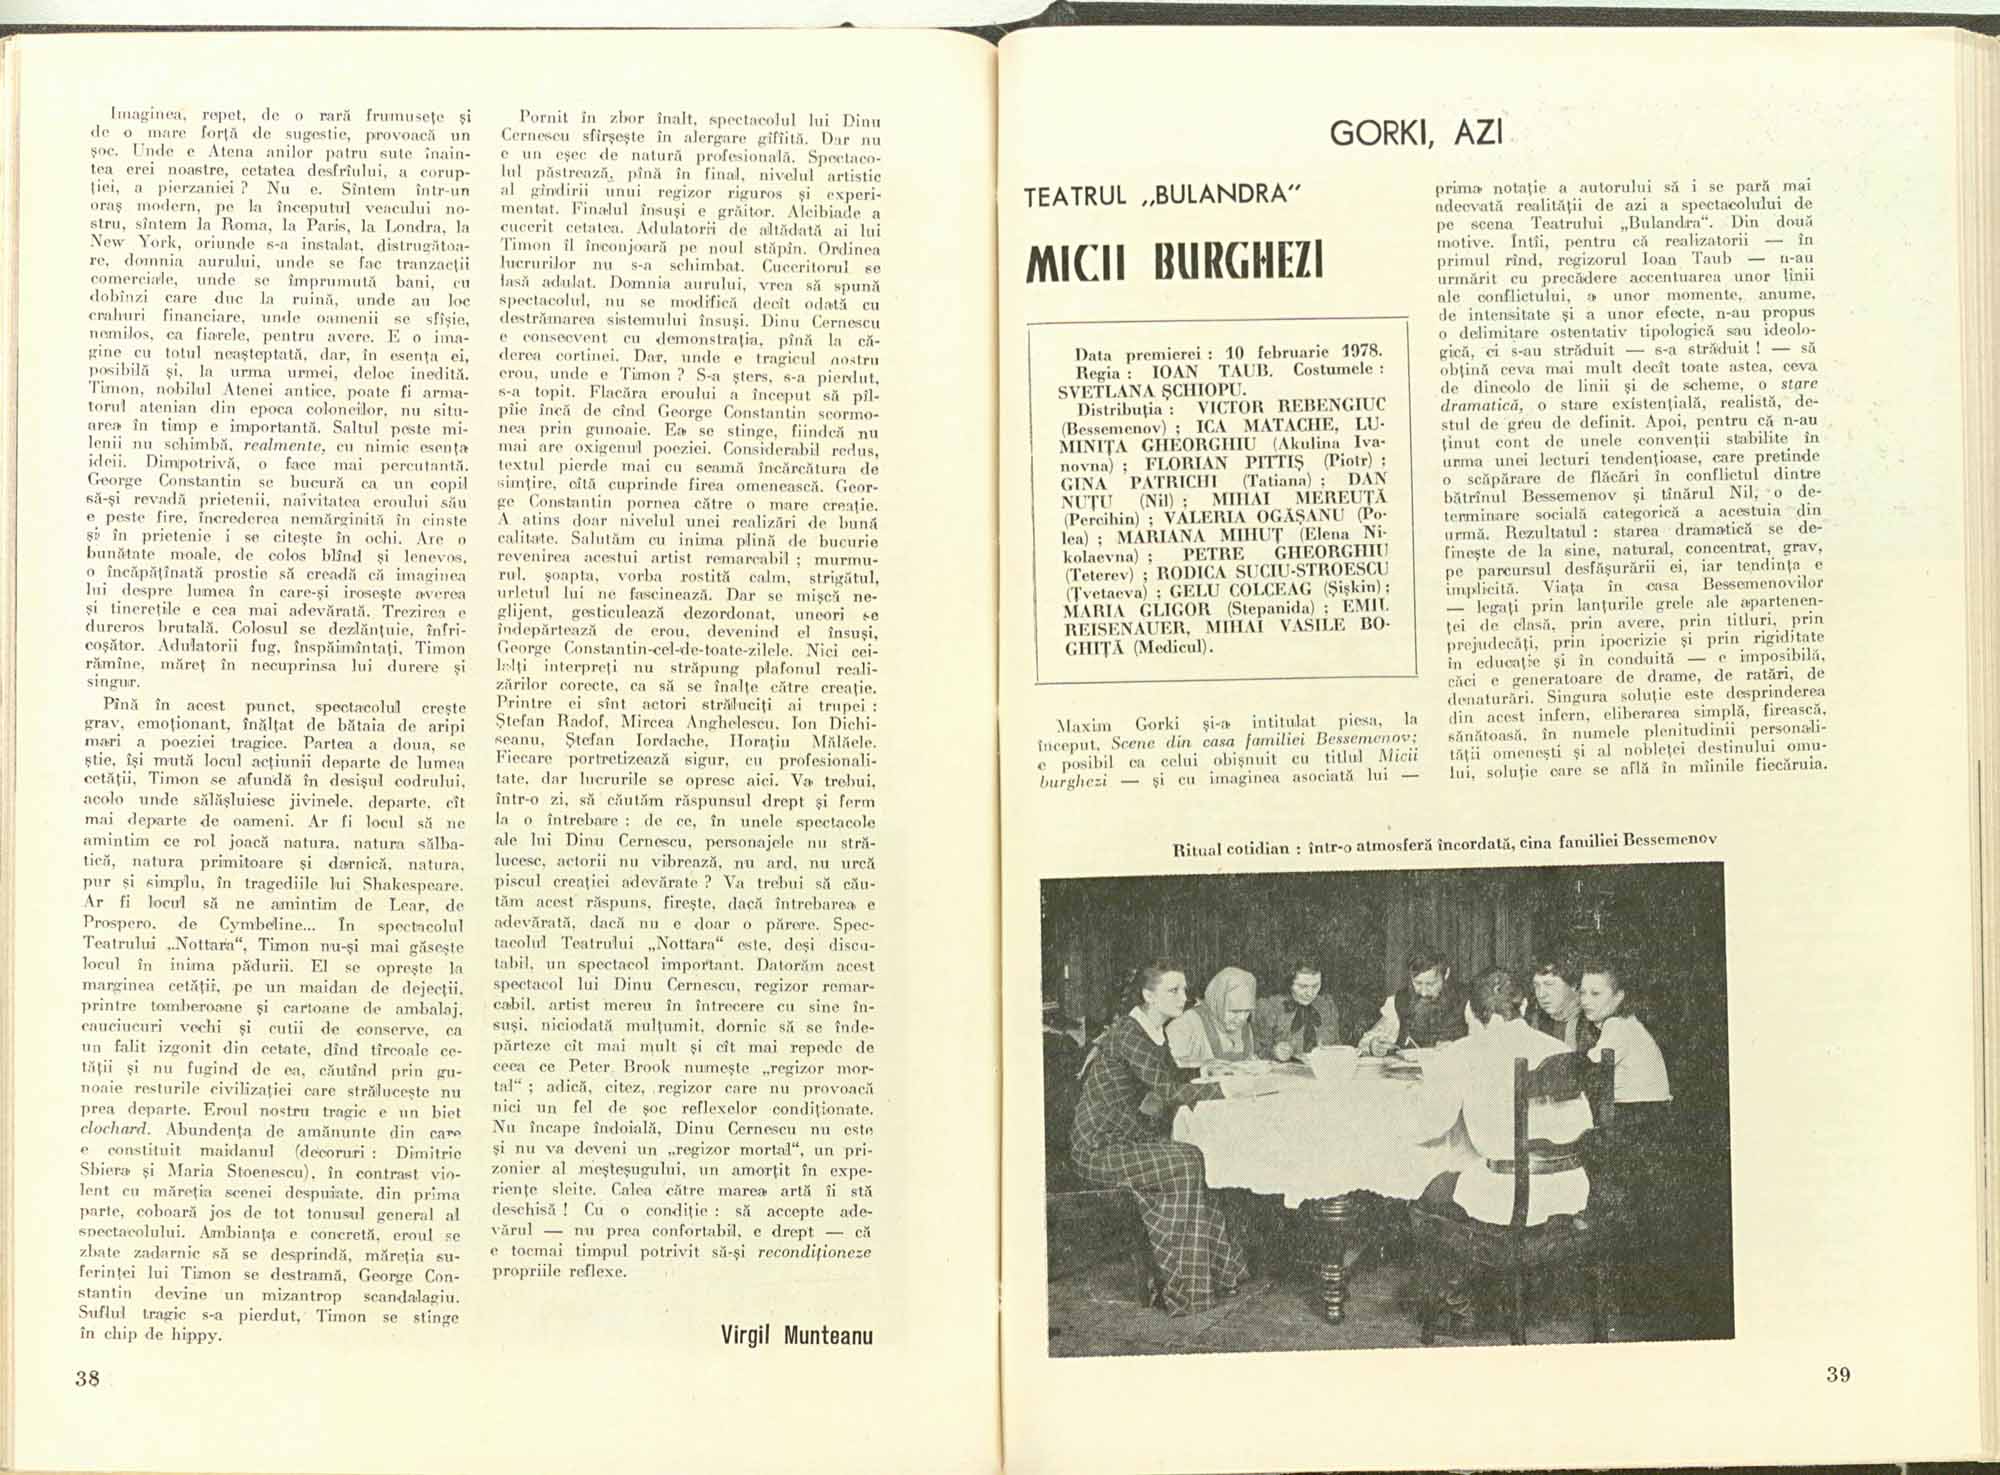 Imaginea, repet, de o rară frumusețe și
de o mare forță de sugestie, provoacă un
șoc. Unde e Atena anilor patru sute înain-
tea erei noastre, cetatea desfrîului, a corup-
ției, a pierzaniei ? Nu e. Sîntem într-un
oraș modern, pe la începutul veacului no-
stru, sîntem la Roma, la Paris, la Londra, la
New York, oriunde s-a instalat, distrugătoa-
re, domnia aurului, unde se fac tranzacții
comerciale, unde se împrumută bani, cu
dobînzi care duc la ruină, unde au loc
crahuri financiare, unde oamenii se sfîșie,
nemilos, ca fiarele, pentru avere. E o ima-
gine cu totul neașteptată, dar, în esența ei,
posibilă și, la urma urmei, deloc inedită.
Timon, nobilul Atenei antice, poate fi arma-
torul atenian din epoca coloneilor, nu situ-
area în timp e importantă. Saltul peste mi-
lenii nu schimbă, realmente, cu nimic esența
ideii. Dimpotrivă, o face mai percutantă.
George Constantin se bucură ca un copil
să-și revadă prietenii, naivitatea eroului său
e peste fire, încrederea nemărginită în cinste
și în prietenie i se citește în ochi. Are o
bunătate moale, de colos blînd și lenevos,
o încăpățînată prostie să creadă că imaginea
lui despre lumea în care-și irosește averea
și tinerețile e cea mai adevărată. Trezirea e
dureros brutală. Colosul se dezlănțuie, înfri-
coșător. Adulatorii fug, înspăimîntați, Timon
rămîne, măreț în necuprinsa lui durere și
singur.
Pînă în acest punct, spectacolul crește
grav, emoționant, înălțat de bătaia de aripi
mari a poeziei tragice. Partea a doua, se
știe, își mută locul acțiunii departe de lumea
cetății, Timon se afundă în desișul codrului,
acolo unde sălășluiesc jivinele, departe, cît
mai departe de oameni. Ar fi locul să ne
amintim ce rol joacă natura, natura sălba-
tică, natura primitoare și darnică, natura,
pur și simplu, în tragediile lui Shakespeare.
Ar fi locul să ne amintim de Lear, de
Prospero, de Cymbeline... În spectacolul
Teatrului „Nottara“, Timon nu-și mai găsește
locul în inima pădurii. El se oprește la
marginea cetății, pe un maidan de dejecții,
printre tomberoane și cartoane de ambalaj,
cauciucuri vechi și cutii de conserve, ca
un falit izgonit din cetate, dînd tîrcoale ce-
tății și nu fugind de ea, căutînd prin gu-
noaie resturile civilizației care strălucește nu
prea departe. Eroul nostru tragic e un biet
clochard. Abundența de amănunte din care
e constituit maidanul (decoruri : Dimitrie
Sbiera și Maria Stoenescu), în contrast vio-
lent cu măreția scenei despuiate, din prima
parte, coboară jos de tot tonusul general al
spectacolului. Ambianța e concretă, eroul se
zbate zadarnic să se desprindă, măreția su-
ferinței lui Timon se destramă, George Con-
stantin devine un mizantrop scandalagiu.
Suflul tragic s-a pierdut, Timon se stinge
în chip de hippy.
38
Pornit în zbor înalt, spectacolul lui Dinu
Cernescu sfîrșește în alergare gîfîită. Dar nu
e un eșec de natură profesională. Spectaco-
lul păstrează, pînă în final, nivelul artistic
al gîndirii unui regizor riguros și experi-
mentat. Finalul însuși e grăitor. Alcibiade a
cucerit cetatea. Adulatorii de altădată ai lui
Timon îl înconjoară pe noul stăpîn. Ordinea
lucrurilor nu s-a schimbat. Cuceritorul se
lasă adulat. Domnia aurului, vrea să spună
spectacolul, nu se modifică decît odată cu
destrămarea sistemului însuși. Dinu Cernescu
e consecvent cu demonstrația, pînă la că-
derea cortinei. Dar, unde e tragicul nostru
erou, unde e Timon ? S-a șters, s-a pierdut,
s-a topit. Flacăra eroului a început să pîl-
pîie încă de cînd George Constantin scormo-
nea prin gunoaie. Ea se stinge, fiindcă nu
mai are oxigenul poeziei. Considerabil redus,
textul pierde mai cu seamă încărcătura de
simțire, cîtă cuprinde firea omenească. Geor-
ge Constantin pornea către o mare creație.
A atins doar nivelul unei realizări de bună
calitate. Salutăm cu inima plină de bucurie
revenirea acestui artist remarcabil ; murmu-
rul, șoapta, vorba rostită calm, strigătul,
urletul lui ne fascinează. Dar se mișcă ne-
glijent, gesticulează dezordonat, uneori se
îndepărtează de erou, devenind el însuși,
George Constantin-cel-de-toate-zilele. Nici cei-
lalți interpreți nu străpung plafonul reali-
zărilor corecte, ca să se înalțe către creație.
Printre ei sînt actori străluciți ai trupei :
Ștefan Radof, Mircea Anghelescu, Ion Dichi-
seanu, Ștefan Iordache, Horațiu Mălăele.
Fiecare portretizează sigur, cu profesionali-
tate, dar lucrurile se opresc aici. Va trebui,
într-o zi, să căutăm răspunsul drept și ferm
la o întrebare : de ce, în unele spectacole
ale lui Dinu Cernescu, personajele nu stră-
lucesc, actorii nu vibrează, nu ard, nu urcă
piscul creației adevărate ? Va trebui să cău-
tăm acest răspuns, firește, dacă întrebarea e
adevărată, dacă nu e doar o părere. Spec-
tacolul Teatrului „Nottara“ este, deși discu-
tabil, un spectacol important. Datorăm acest
spectacol lui Dinu Cernescu, regizor remar-
cabil, artist mereu în întrecere cu sine în-
suși, niciodată mulțumit, dornic să se înde-
părteze cît mai mult și cît mai repede de
ceea ce Peter Brook numește „regizor mor-
tal“ ; adică, citez, regizor care nu provoacă
nici un fel de șoc reflexelor condiționate.
Nu încape îndoială, Dinu Cernescu nu este
și nu va deveni un „regizor mortal“, un pri-
zonier al meșteșugului, un amorțit în expe-
riențe sleite. Calea către marea artă îi stă
deschisă ! Cu o condiție : să accepte ade-
vărul — nu prea confortabil, e drept — că
e tocmai timpul potrivit să-și recondiționeze
propriile reflexe.
Virgil Munteanu
GORKI, AZI
TEATRUL „BULANDRA“
MICII BURGHEZI
Data premierei : 10 februarie 1978.
Regia : IOAN TAUB. Costumele :
SVETLANA ȘCHIOPU.
Distribuția : VICTOR REBENGIUC
(Bessemenov) ; ICA MATACHE, LU-
MINIȚA GHEORGHIU (Akulina Iva-
novna) ; FLORIAN PITTIȘ (Piotr) ;
GINA PATRICHI (Tatiana) ; DAN
NUȚU (Nil) ; MIHAI MEREUȚĂ
(Percihin) ; VALERIA OGĂȘANU (Po-
lea) ; MARIANA MIHUȚ (Elena Ni-
kolaevna) ; PETRE GHEORGHIU
(Teterev) ; RODICA SUCIU-STROESCU
(Țvetaeva) ; GELU COLCEAG (Șișkin) ;
MARIA GLIGOR (Stepanida) ; EMIL
REISENAUER, MIHAI VASILE BO-
GHIȚĂ (Medicul).
Maxim Gorki și-a intitulat piesa, la
început, Scene din casa familiei Bessemenov;
e posibil ca celui obișnuit cu titlul Micii
burghezi — și cu imaginea asociată lui —
prima notație a autorului să i se pară mai
adecvată realității de azi a spectacolului de
pe scena Teatrului „Bulandra“. Din două
motive. Întîi, pentru că realizatorii — în
primul rînd, regizorul Ioan Taub — n-au
urmărit cu precădere accentuarea unor linii
ale conflictului, a unor momente, anume,
de intensitate și a unor efecte, n-au propus
o delimitare ostentativ tipologică sau ideolo-
gică, ci s-au străduit — s-a străduit ! — să
obțină ceva mai mult decît toate astea, ceva
de dincolo de linii și de scheme, o stare
dramatică, o stare existențială, realistă, de-
stul de greu de definit. Apoi, pentru că n-au
ținut cont de unele convenții stabilite în
urma unei lecturi tendențioase, care pretinde
o scăpărare de flăcări în conflictul dintre
bătrînul Bessemenov și tînărul Nil, o de-
terminare socială categorică a acestuia din
urmă. Rezultatul : starea dramatică se de-
finește de la sine, natural, concentrat, grav,
pe parcursul desfășurării ei, iar tendința e
implicită. Viața în casa Bessemenovilor
— legați prin lanțurile grele ale apartenen-
ței de clasă, prin avere, prin titluri, prin
prejudecăți, prin ipocrizie și prin rigiditate
în educație și în conduită — e imposibilă,
căci e generatoare de drame, de ratări, de
denaturări. Singura soluție este desprinderea
din acest infern, eliberarea simplă, firească,
sănătoasă, în numele plenitudinii personali-
tății omenești și al nobleței destinului omu-
lui, soluție care se află în mîinile fiecăruia.
Ritual cotidian : într-o atmosferă încordată, cina familiei Bessemenov
39